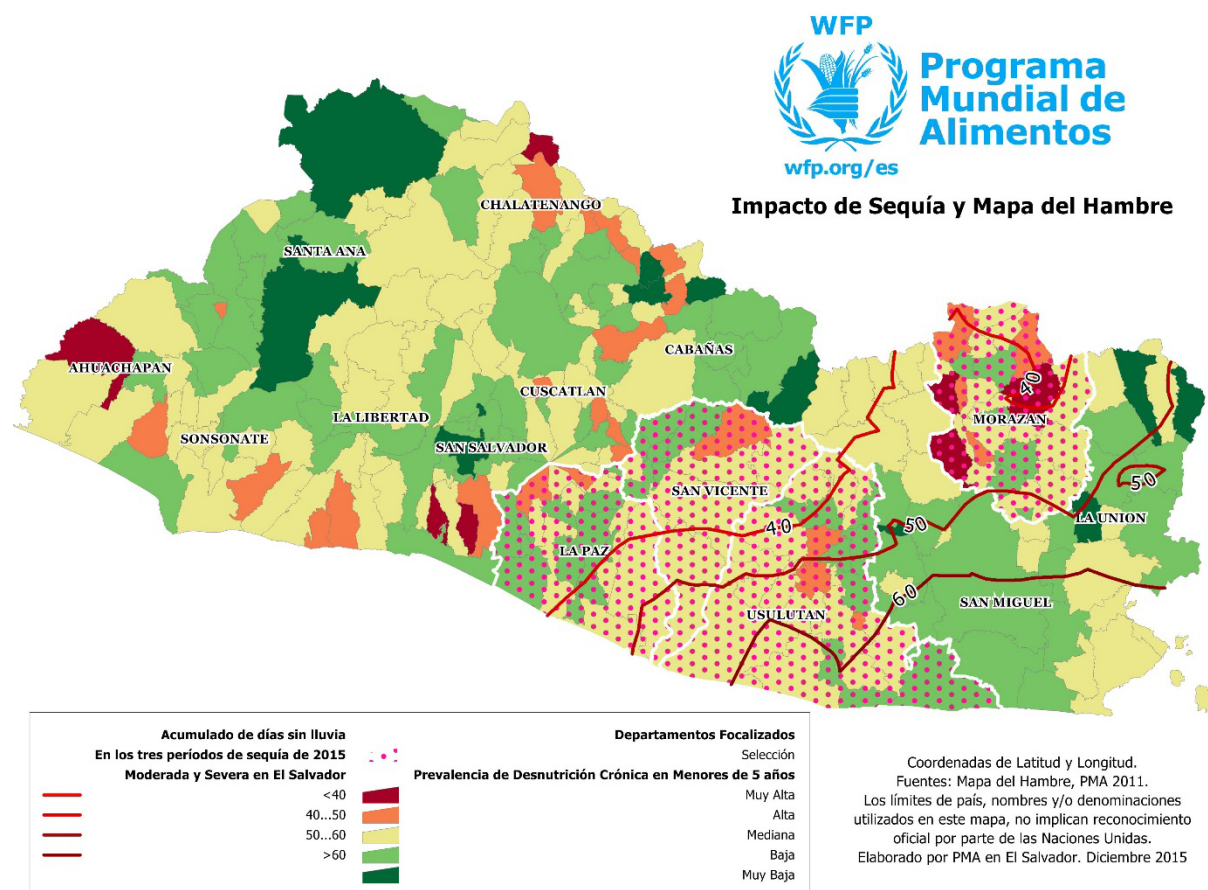 WFP
Programa
Mundial de
Alimentos
wfp.org/es
Impacto de Sequía y Mapa del Hambre
CHALATENANGO
SANTA ANA
AHUACHAPAN
CABAÑAS
CUSCATLAN
LA LIBERTAD
SONSONATE
SAN SALVADOR
MORAZAN
40
SAN VICENTE
50
LA UNION
40
50
LA PAZ
60
SAN MIGUEL
USULUTAN
Acumulado de días sin lluvia
En los tres períodos de sequía de 2015
Moderada y Severa en El Salvador
<40
40...50
50...60
>60
Departamentos Focalizados
Selección
Prevalencia de Desnutrición Crónica en Menores de 5 años
Muy Alta
Alta
Mediana
Baja
Muy Baja
Coordenadas de Latitud y Longitud.
Fuentes: Mapa del Hambre, PMA 2011.
Los límites de país, nombres y/o denominaciones
utilizados en este mapa, no implican reconocimiento
oficial por parte de las Naciones Unidas.
Elaborado por PMA en El Salvador. Diciembre 2015